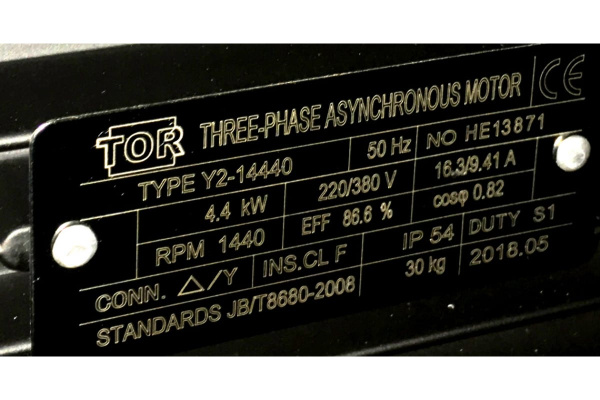 TOR THREE-PHASE ASYNCHRONOUS MOTOR CE
TYPE Y2-14440 50 Hz NO HE13871
4.4 kW 220/380 V 16.3/9.41 A
RPM 1440 EFF 86.6 % cosφ 0.82
CONN. △/Y INS.CL F IP 54 DUTY S1
STANDARDS JB/T8680-2008 30 kg 2018.05